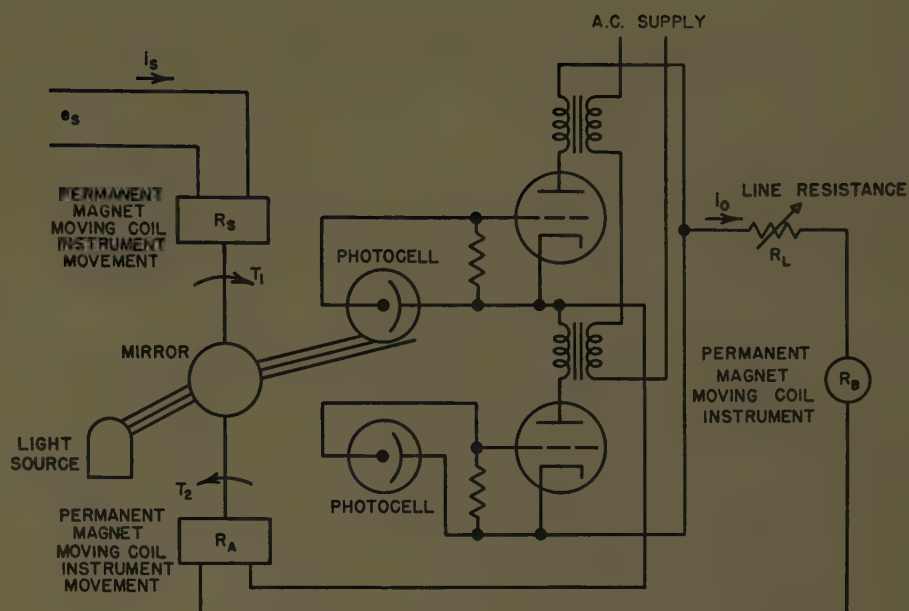 A.C. SUPPLY
i_s
e_s
PERMANENT
MAGNET
MOVING COIL
INSTRUMENT
MOVEMENT
R_S
T_1
PHOTOCELL
i_o
LINE RESISTANCE
R_L
MIRROR
PERMANENT
MAGNET
MOVING COIL
INSTRUMENT
R_B
LIGHT
SOURCE
T_2
PHOTOCELL
PERMANENT
MAGNET
MOVING COIL
INSTRUMENT
MOVEMENT
R_A